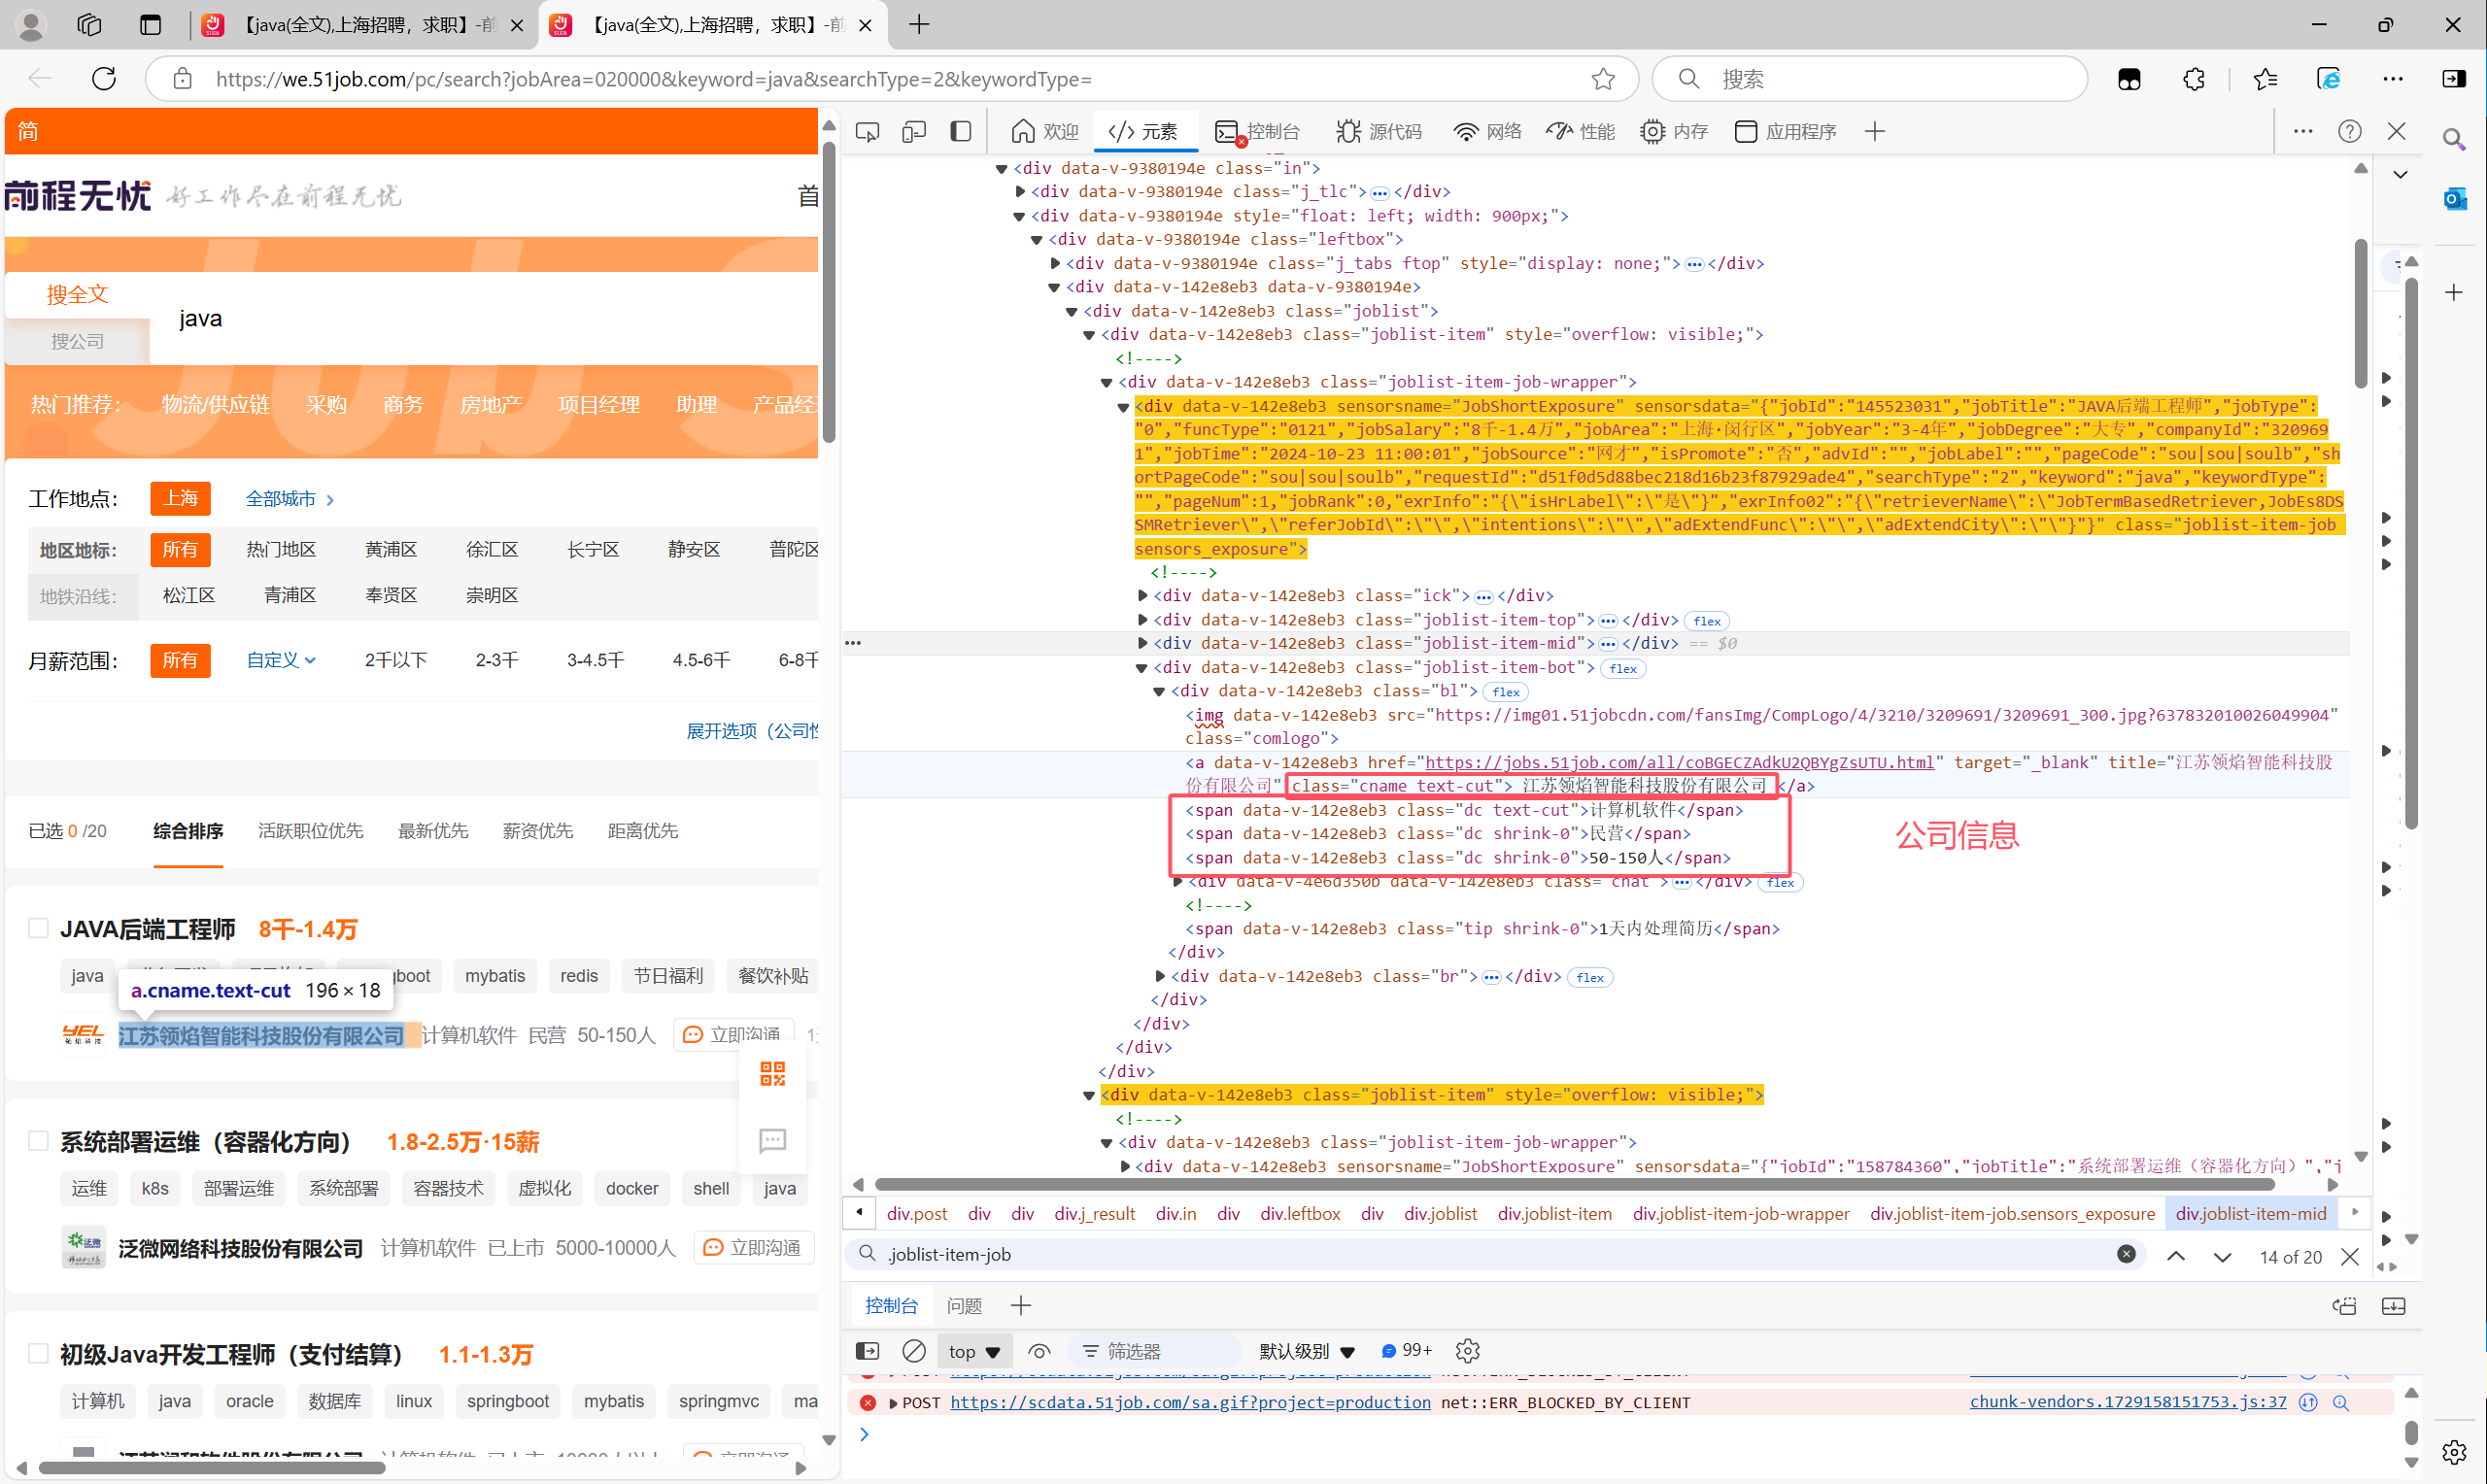 【java(全文),上海招聘，求职】-前
【java(全文),上海招聘，求职】-前
https://we.51job.com/pc/search?jobArea=020000&keyword=java&searchType=2&keywordType=
搜索
简
前程无忧 好工作尽在前程无忧
首
搜全文
搜公司
java
热门推荐： 物流/供应链 采购 商务 房地产 项目经理 助理 产品经
工作地点： 上海 全部城市 >
地区地标： 所有 热门地区 黄浦区 徐汇区 长宁区 静安区 普陀区
地铁沿线： 松江区 青浦区 奉贤区 崇明区
月薪范围： 所有 自定义 2千以下 2-3千 3-4.5千 4.5-6千 6-8千
展开选项（公司性
已选 0 /20 综合排序 活跃职位优先 最新优先 薪资优先 距离优先
JAVA后端工程师 8千-1.4万
java gboot mybatis redis 节日福利 餐饮补贴
a.cname.text-cut 196 × 18
YEL 领焰科技
江苏领焰智能科技股份有限公司 计算机软件 民营 50-150人 立即沟通 1
系统部署运维（容器化方向） 1.8-2.5万·15薪
运维 k8s 部署运维 系统部署 容器技术 虚拟化 docker shell java
泛微
泛微网络科技股份有限公司 计算机软件 已上市 5000-10000人 立即沟通
初级Java开发工程师（支付结算） 1.1-1.3万
计算机 java oracle 数据库 linux springboot mybatis springmvc ma
江苏润和软件股份有限公司 计算机软件 已上市 立即沟通
欢迎 </> 元素 控制台 源代码 网络 性能 内存 应用程序
<div data-v-9380194e class="in">
<div data-v-9380194e class="j_tlc">…</div>
<div data-v-9380194e style="float: left; width: 900px;">
<div data-v-9380194e class="leftbox">
<div data-v-9380194e class="j_tabs ftop" style="display: none;">…</div>
<div data-v-142e8eb3 data-v-9380194e>
<div data-v-142e8eb3 class="joblist">
<div data-v-142e8eb3 class="joblist-item" style="overflow: visible;">
<!---->
<div data-v-142e8eb3 class="joblist-item-job-wrapper">
<div data-v-142e8eb3 sensorsname="JobShortExposure" sensorsdata="{"jobId":"145523031","jobTitle":"JAVA后端工程师","jobType":
"0","funcType":"0121","jobSalary":"8千-1.4万","jobArea":"上海·闵行区","jobYear":"3-4年","jobDegree":"大专","companyId":"320969
1","jobTime":"2024-10-23 11:00:01","jobSource":"网才","isPromote":"否","advId":"","jobLabel":"","pageCode":"sou|sou|soulb","sh
ortPageCode":"sou|sou|soulb","requestId":"d51f0d5d88bec218d16b23f87929ade4","searchType":"2","keyword":"java","keywordType":
"","pageNum":1,"jobRank":0,"exrInfo":"{\"isHrLabel\":\"是\"}","exrInfo02":"{\"retrieverName\":\"JobTermBasedRetriever,JobEs8DS
SMRetriever\",\"referJobId\":\"\",\"intentions\":\"\",\"adExtendFunc\":\"\",\"adExtendCity\":\"\"}"}" class="joblist-item-job
sensors_exposure">
<!---->
<div data-v-142e8eb3 class="ick">…</div>
<div data-v-142e8eb3 class="joblist-item-top">…</div> flex
… <div data-v-142e8eb3 class="joblist-item-mid">…</div> == $0
<div data-v-142e8eb3 class="joblist-item-bot"> flex
<div data-v-142e8eb3 class="bl"> flex
<img data-v-142e8eb3 src="https://img01.51jobcdn.com/fansImg/CompLogo/4/3210/3209691/3209691_300.jpg?637832010026049904"
class="comlogo">
<a data-v-142e8eb3 href="https://jobs.51job.com/all/coBGECZAdkU2QBYgZsUTU.html" target="_blank" title="江苏领焰智能科技股
份有限公司" class="cname text-cut"> 江苏领焰智能科技股份有限公司 </a>
<span data-v-142e8eb3 class="dc text-cut">计算机软件</span>
<span data-v-142e8eb3 class="dc shrink-0">民营</span>
<span data-v-142e8eb3 class="dc shrink-0">50-150人</span>
公司信息
<div data-v-4e6d350b data-v-142e8eb3 class="chat">…</div> flex
<!---->
<span data-v-142e8eb3 class="tip shrink-0">1天内处理简历</span>
</div>
<div data-v-142e8eb3 class="br">…</div> flex
</div>
</div>
</div>
</div>
<div data-v-142e8eb3 class="joblist-item" style="overflow: visible;">
<!---->
<div data-v-142e8eb3 class="joblist-item-job-wrapper">
<div data-v-142e8eb3 sensorsname="JobShortExposure" sensorsdata="{"jobId":"158784360","jobTitle":"系统部署运维（容器化方向）","j
div.post div div div.j_result div.in div div.leftbox div div.joblist div.joblist-item div.joblist-item-job-wrapper div.joblist-item-job.sensors_exposure div.joblist-item-mid
.joblist-item-job 14 of 20
控制台 问题
top 筛选器 默认级别 99+
POST https://scdata.51job.com/sa.gif?project=production net::ERR_BLOCKED_BY_CLIENT chunk-vendors.1729158151753.js:37